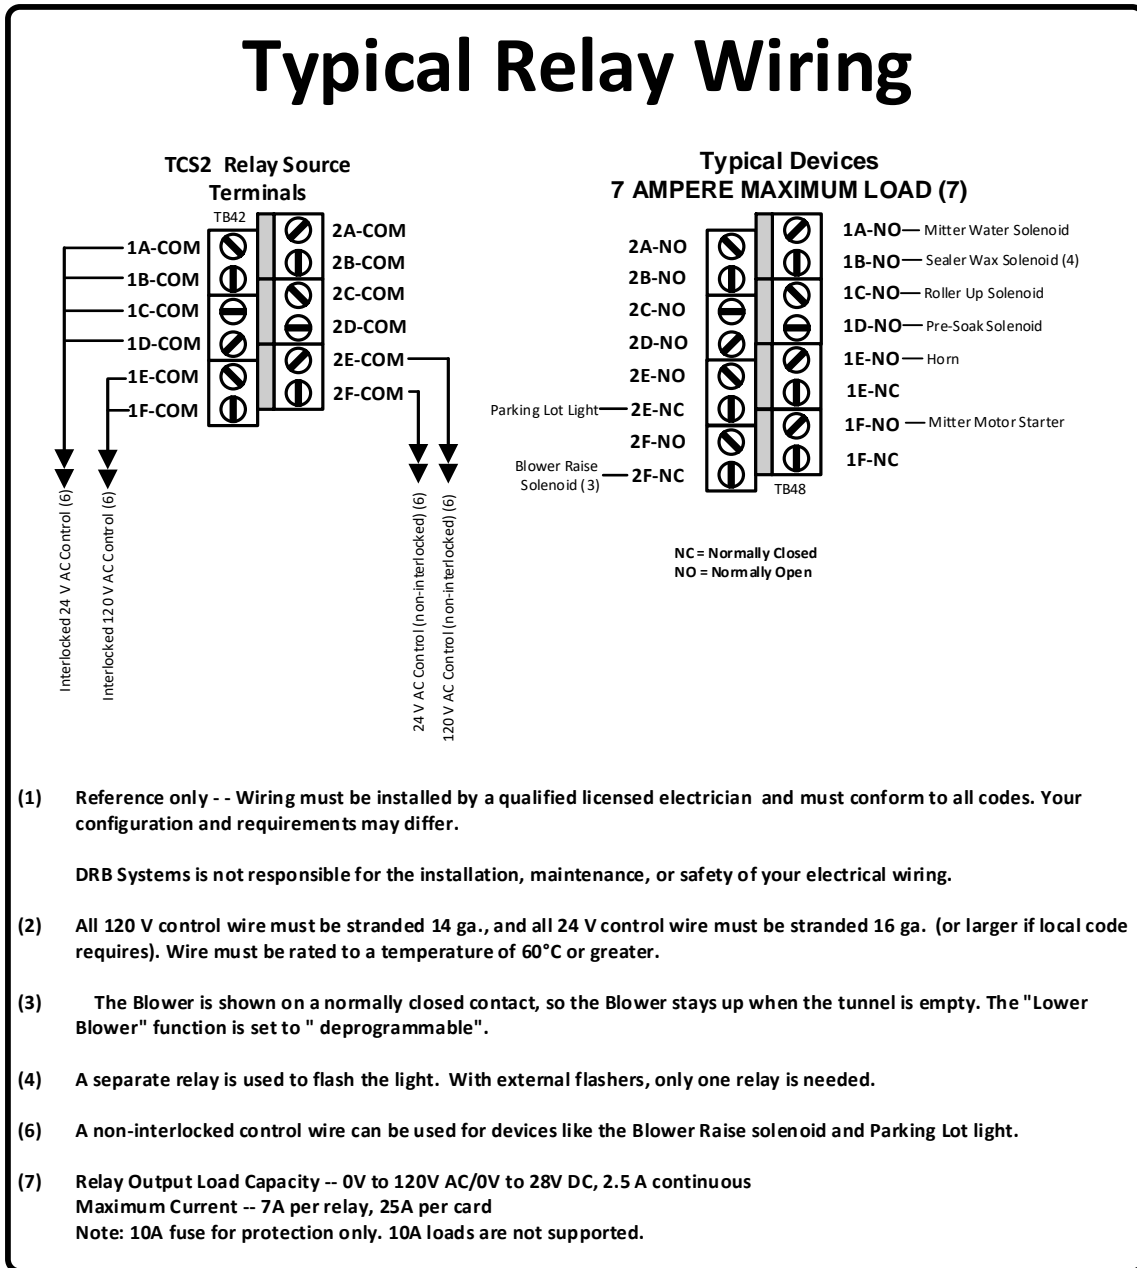 Typical Relay Wiring
TCS2 Relay Source
Terminals
TB42
1A-COM
1B-COM
1C-COM
1D-COM
1E-COM
1F-COM
2A-COM
2B-COM
2C-COM
2D-COM
2E-COM
2F-COM
Interlocked 24 V AC Control (6)
Interlocked 120 V AC Control (6)
24 V AC Control (non-interlocked) (6)
120 V AC Control (non-interlocked) (6)
Typical Devices
7 AMPERE MAXIMUM LOAD (7)
2A-NO
2B-NO
2C-NO
2D-NO
2E-NO
Parking Lot Light
2E-NC
2F-NO
Blower Raise
Solenoid (3)
2F-NC
1A-NO Mitter Water Solenoid
1B-NO Sealer Wax Solenoid (4)
1C-NO Roller Up Solenoid
1D-NO Pre-Soak Solenoid
1E-NO Horn
1E-NC
1F-NO Mitter Motor Starter
1F-NC
TB48
NC = Normally Closed
NO = Normally Open
(1) Reference only - - Wiring must be installed by a qualified licensed electrician and must conform to all codes. Your
configuration and requirements may differ.
DRB Systems is not responsible for the installation, maintenance, or safety of your electrical wiring.
(2) All 120 V control wire must be stranded 14 ga., and all 24 V control wire must be stranded 16 ga. (or larger if local code
requires). Wire must be rated to a temperature of 60°C or greater.
(3) The Blower is shown on a normally closed contact, so the Blower stays up when the tunnel is empty. The "Lower
Blower" function is set to " deprogrammable".
(4) A separate relay is used to flash the light. With external flashers, only one relay is needed.
(6) A non-interlocked control wire can be used for devices like the Blower Raise solenoid and Parking Lot light.
(7) Relay Output Load Capacity -- 0V to 120V AC/0V to 28V DC, 2.5 A continuous
Maximum Current -- 7A per relay, 25A per card
Note: 10A fuse for protection only. 10A loads are not supported.